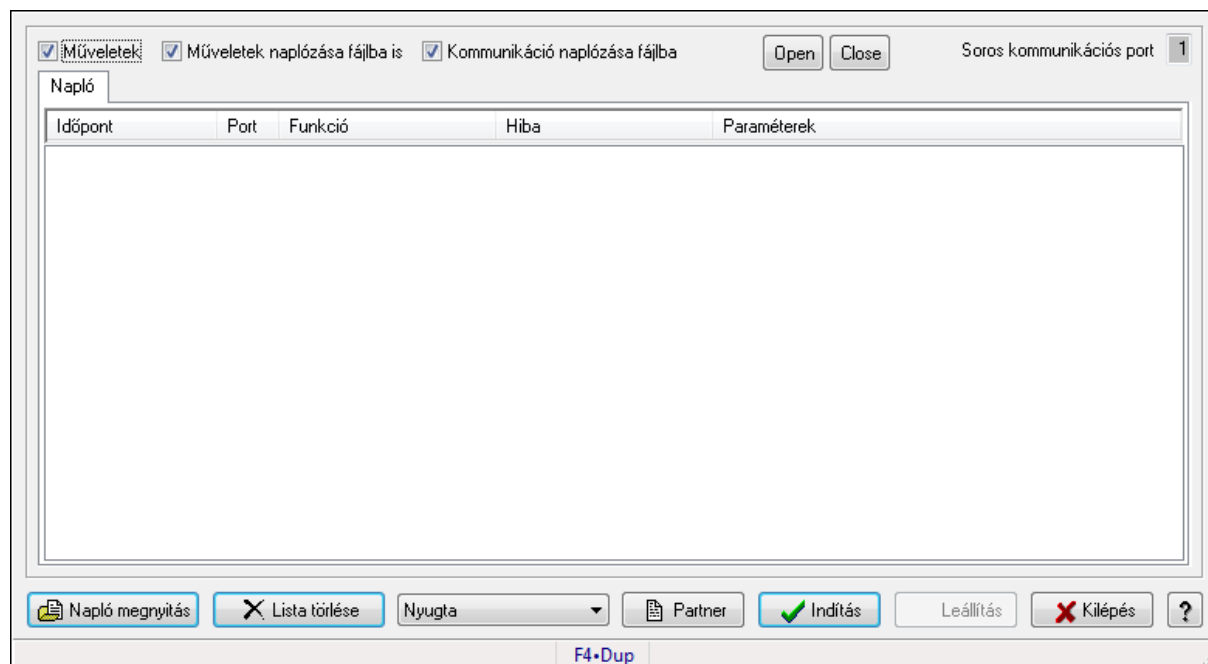 Műveletek Műveletek naplózása fájlba is Kommunikáció naplózása fájlba Open Close Soros kommunikációs port 1
Napló
Időpont Port Funkció Hiba Paraméterek
Napló megnyitás Lista törlése Nyugta Partner Indítás Leállítás Kilépés ?
F4•Dup